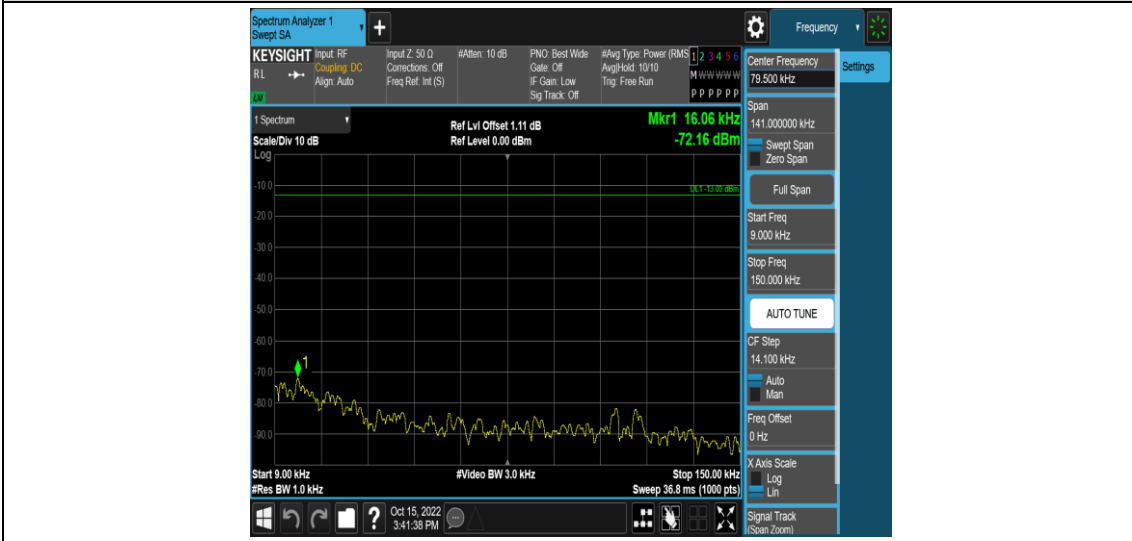 Spectrum Analyzer 1
Swept SA
+
Frequency
KEYSIGHT
RL
LNI
Input: RF
Coupling: DC
Align: Auto
Input Z: 50 Ω
Corrections: Off
Freq Ref: Int (S)
#Atten: 10 dB
PNO: Best Wide
Gate: Off
IF Gain: Low
Sig Track: Off
#Avg Type: Power (RMS
Avg|Hold: 10/10
Trig: Free Run
1 2 3 4 5 6
M W W W W W
P P P P P P
1 Spectrum
Scale/Div 10 dB
Log
Ref Lvl Offset 1.11 dB
Ref Level 0.00 dBm
Mkr1 16.06 kHz
-72.16 dBm
DL1 -13.00 dBm
-10.0
-20.0
-30.0
-40.0
-50.0
-60.0
-70.0
-80.0
-90.0
1
Start 9.00 kHz
#Res BW 1.0 kHz
#Video BW 3.0 kHz
Stop 150.00 kHz
Sweep 36.8 ms (1000 pts)
?
Oct 15, 2022
3:41:38 PM
Center Frequency
79.500 kHz
Span
141.000000 kHz
Swept Span
Zero Span
Full Span
Start Freq
9.000 kHz
Stop Freq
150.000 kHz
AUTO TUNE
CF Step
14.100 kHz
Auto
Man
Freq Offset
0 Hz
X Axis Scale
Log
Lin
Signal Track
(Span Zoom)
Settings